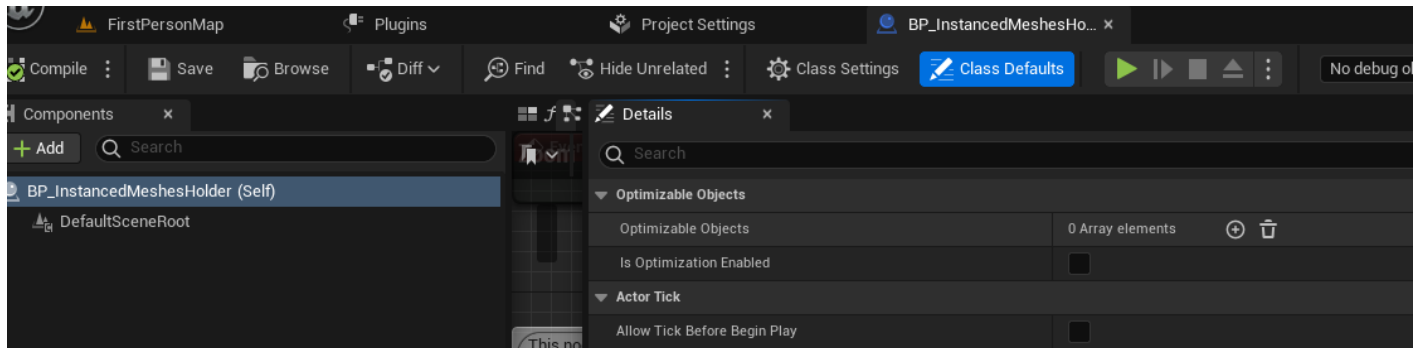 FirstPersonMap Plugins Project Settings BP_InstancedMeshesHo... ×
Compile Save Browse Diff Find Hide Unrelated Class Settings Class Defaults No debug ol
Components × Details ×
+ Add Search
Search
BP_InstancedMeshesHolder (Self)
DefaultSceneRoot
Optimizable Objects
Optimizable Objects 0 Array elements
Is Optimization Enabled
Actor Tick
Allow Tick Before Begin Play
This no